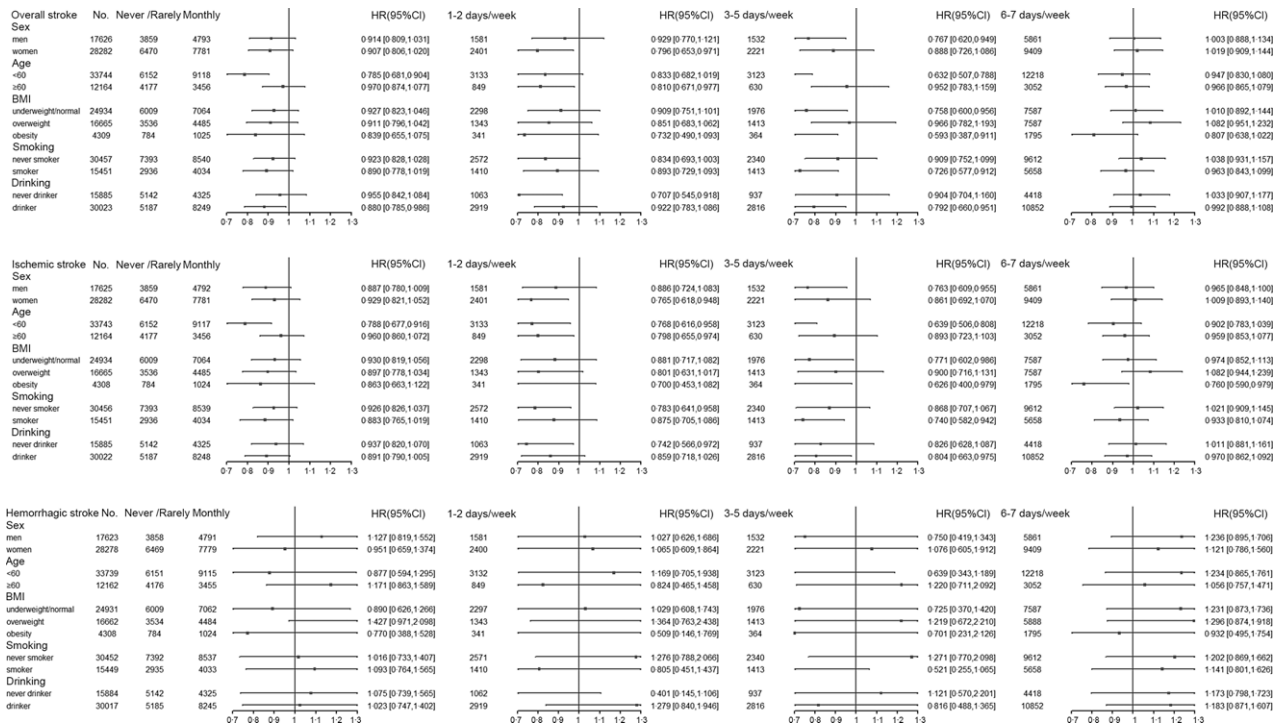 Overall stroke No. Never /Rarely Monthly HR(95%CI) 1-2 days/week HR(95%CI) 3-5 days/week HR(95%CI) 6-7 days/week HR(95%CI)
Sex
men 17626 3859 4793 0·914 [0·809-1·031] 1581 0·929 [0·770-1·121] 1532 0·767 [0·620-0·949] 5861 1·003 [0·888-1·134]
women 28282 6470 7781 0·907 [0·806-1·020] 2401 0·796 [0·653-0·971] 2221 0·888 [0·726-1·086] 9409 1·019 [0·909-1·144]
Age
<60 33744 6152 9118 0·785 [0·681-0·904] 3133 0·833 [0·682-1·019] 3123 0·632 [0·507-0·788] 12218 0·947 [0·830-1·080]
≥60 12164 4177 3456 0·970 [0·874-1·077] 849 0·810 [0·671-0·977] 630 0·952 [0·783-1·159] 3052 0·966 [0·865-1·079]
BMI
underweight/normal 24934 6009 7064 0·927 [0·823-1·046] 2298 0·909 [0·751-1·101] 1976 0·758 [0·600-0·956] 7587 1·010 [0·892-1·144]
overweight 16665 3536 4485 0·911 [0·796-1·042] 1343 0·851 [0·683-1·062] 1413 0·966 [0·782-1·193] 7587 1·082 [0·951-1·232]
obesity 4309 784 1025 0·839 [0·655-1·075] 341 0·732 [0·490-1·093] 364 0·593 [0·387-0·911] 1795 0·807 [0·638-1·022]
Smoking
never smoker 30457 7393 8540 0·923 [0·828-1·028] 2572 0·834 [0·693-1·003] 2340 0·909 [0·752-1·099] 9612 1·038 [0·931-1·157]
smoker 15451 2936 4034 0·890 [0·778-1·019] 1410 0·893 [0·729-1·093] 1413 0·726 [0·577-0·912] 5658 0·963 [0·843-1·099]
Drinking
never drinker 15885 5142 4325 0·955 [0·842-1·084] 1063 0·707 [0·545-0·918] 937 0·904 [0·704-1·160] 4418 1·033 [0·907-1·177]
drinker 30023 5187 8249 0·880 [0·785-0·986] 2919 0·922 [0·783-1·086] 2816 0·792 [0·660-0·951] 10852 0·992 [0·888-1·108]
0·7 0·8 0·9 1 1·1 1·2 1·3 0·7 0·8 0·9 1 1·1 1·2 1·3 0·7 0·8 0·9 1 1·1 1·2 1·3 0·7 0·8 0·9 1 1·1 1·2 1·3
Ischemic stroke No. Never /Rarely Monthly HR(95%CI) 1-2 days/week HR(95%CI) 3-5 days/week HR(95%CI) 6-7 days/week HR(95%CI)
Sex
men 17625 3859 4792 0·887 [0·780-1·009] 1581 0·886 [0·724-1·083] 1532 0·763 [0·609-0·955] 5861 0·965 [0·848-1·100]
women 28282 6470 7781 0·929 [0·821-1·052] 2401 0·765 [0·618-0·948] 2221 0·861 [0·692-1·070] 9409 1·009 [0·893-1·140]
Age
<60 33743 6152 9117 0·788 [0·677-0·916] 3133 0·768 [0·616-0·958] 3123 0·639 [0·506-0·808] 12218 0·902 [0·783-1·039]
≥60 12164 4177 3456 0·960 [0·860-1·072] 849 0·798 [0·655-0·974] 630 0·893 [0·723-1·103] 3052 0·959 [0·853-1·077]
BMI
underweight/normal 24934 6009 7064 0·930 [0·819-1·056] 2298 0·881 [0·717-1·082] 1976 0·771 [0·602-0·986] 7587 0·974 [0·852-1·113]
overweight 16665 3536 4485 0·897 [0·778-1·034] 1343 0·801 [0·631-1·017] 1413 0·900 [0·716-1·131] 7587 1·082 [0·944-1·239]
obesity 4308 784 1024 0·863 [0·663-1·122] 341 0·700 [0·453-1·082] 364 0·626 [0·400-0·979] 1795 0·760 [0·590-0·979]
Smoking
never smoker 30456 7393 8539 0·926 [0·826-1·037] 2572 0·783 [0·641-0·958] 2340 0·868 [0·707-1·067] 9612 1·021 [0·909-1·145]
smoker 15451 2936 4034 0·883 [0·765-1·019] 1410 0·875 [0·705-1·086] 1413 0·740 [0·582-0·942] 5658 0·933 [0·810-1·074]
Drinking
never drinker 15885 5142 4325 0·937 [0·820-1·070] 1063 0·742 [0·566-0·972] 937 0·826 [0·628-1·087] 4418 1·011 [0·881-1·161]
drinker 30022 5187 8248 0·891 [0·790-1·005] 2919 0·859 [0·718-1·026] 2816 0·804 [0·663-0·975] 10852 0·970 [0·862-1·092]
0·7 0·8 0·9 1 1·1 1·2 1·3 0·7 0·8 0·9 1 1·1 1·2 1·3 0·7 0·8 0·9 1 1·1 1·2 1·3 0·7 0·8 0·9 1 1·1 1·2 1·3
Hemorrhagic stroke No. Never /Rarely Monthly HR(95%CI) 1-2 days/week HR(95%CI) 3-5 days/week HR(95%CI) 6-7 days/week HR(95%CI)
Sex
men 17623 3858 4791 1·127 [0·819-1·552] 1581 1·027 [0·626-1·686] 1532 0·750 [0·419-1·343] 5861 1·236 [0·895-1·706]
women 28278 6469 7779 0·951 [0·659-1·374] 2400 1·065 [0·609-1·864] 2221 1·076 [0·605-1·912] 9409 1·121 [0·786-1·560]
Age
<60 33739 6151 9115 0·877 [0·594-1·295] 3132 1·169 [0·705-1·938] 3123 0·639 [0·343-1·189] 12218 1·234 [0·865-1·761]
≥60 12162 4176 3455 1·171 [0·863-1·589] 849 0·824 [0·465-1·458] 630 1·220 [0·711-2·092] 3052 1·056 [0·757-1·471]
BMI
underweight/normal 24931 6009 7062 0·890 [0·626-1·266] 2297 1·029 [0·608-1·743] 1976 0·725 [0·370-1·420] 7587 1·231 [0·873-1·736]
overweight 16662 3534 4484 1·427 [0·971-2·098] 1343 1·364 [0·763-2·438] 1413 1·219 [0·672-2·210] 5888 1·296 [0·874-1·918]
obesity 4308 784 1024 0·770 [0·388-1·528] 341 0·509 [0·146-1·769] 364 0·701 [0·231-2·126] 1795 0·932 [0·495-1·754]
Smoking
never smoker 30452 7392 8537 1·016 [0·733-1·407] 2571 1·276 [0·788-2·066] 2340 1·271 [0·770-2·098] 9612 1·202 [0·869-1·662]
smoker 15449 2935 4033 1·093 [0·764-1·565] 1410 0·805 [0·451-1·437] 1413 0·521 [0·255-1·065] 5658 1·141 [0·801-1·626]
Drinking
never drinker 15884 5142 4325 1·075 [0·739-1·565] 1062 0·401 [0·145-1·106] 937 1·121 [0·570-2·201] 4418 1·173 [0·798-1·723]
drinker 30017 5185 8245 1·023 [0·747-1·402] 2919 1·279 [0·840-1·946] 2816 0·816 [0·488-1·365] 10852 1·183 [0·871-1·607]
0·7 0·8 0·9 1 1·1 1·2 1·3 0·7 0·8 0·9 1 1·1 1·2 1·3 0·7 0·8 0·9 1 1·1 1·2 1·3 0·7 0·8 0·9 1 1·1 1·2 1·3